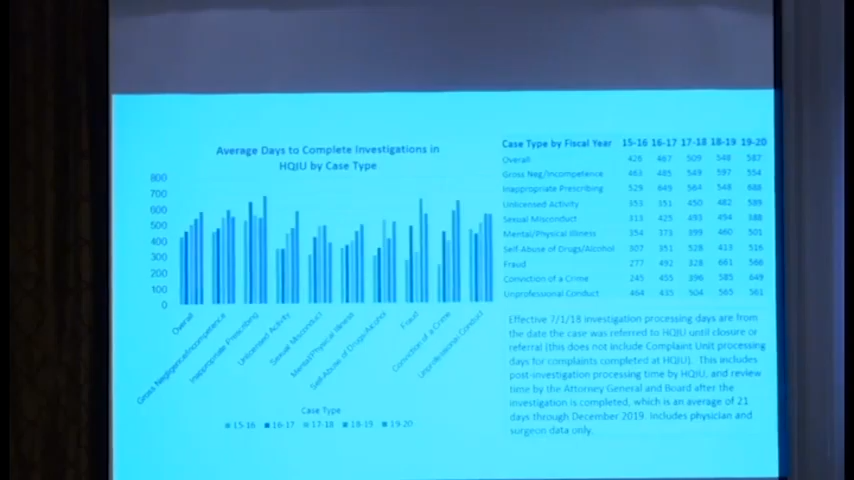 Average Days to Complete Investigations in
HQIU by Case Type
800
700
600
500
400
300
200
100
0
Overall
Gross Negligence/Incompetence
Inappropriate Prescribing
Unlicensed Activity
Sexual Misconduct
Mental/Physical Illness
Self-Abuse of Drugs/Alcohol
Fraud
Conviction of a Crime
Unprofessional Conduct
Case Type
15-16 16-17 17-18 18-19 19-20
Case Type by Fiscal Year 15-16 16-17 17-18 18-19 19-20
Overall 426 467 509 548 587
Gross Neg/Incompetence 463 485 549 597 554
Inappropriate Prescribing 529 645 564 548 688
Unlicensed Activity 353 351 450 482 589
Sexual Misconduct 313 425 493 494 388
Mental/Physical Illness 354 373 399 460 501
Self-Abuse of Drugs/Alcohol 307 351 528 413 516
Fraud 277 492 328 661 566
Conviction of a Crime 245 455 396 585 649
Unprofessional Conduct 464 435 504 565 561
Effective 7/1/18 investigation processing days are from
the date the case was referred to HQIU until closure or
referral (this does not include Complaint Unit processing
days for complaints completed at HQIU). This includes
post-investigation processing time by HQIU, and review
time by the Attorney General and Board after the
investigation is completed, which is an average of 21
days through December 2019. Includes physician and
surgeon data only.